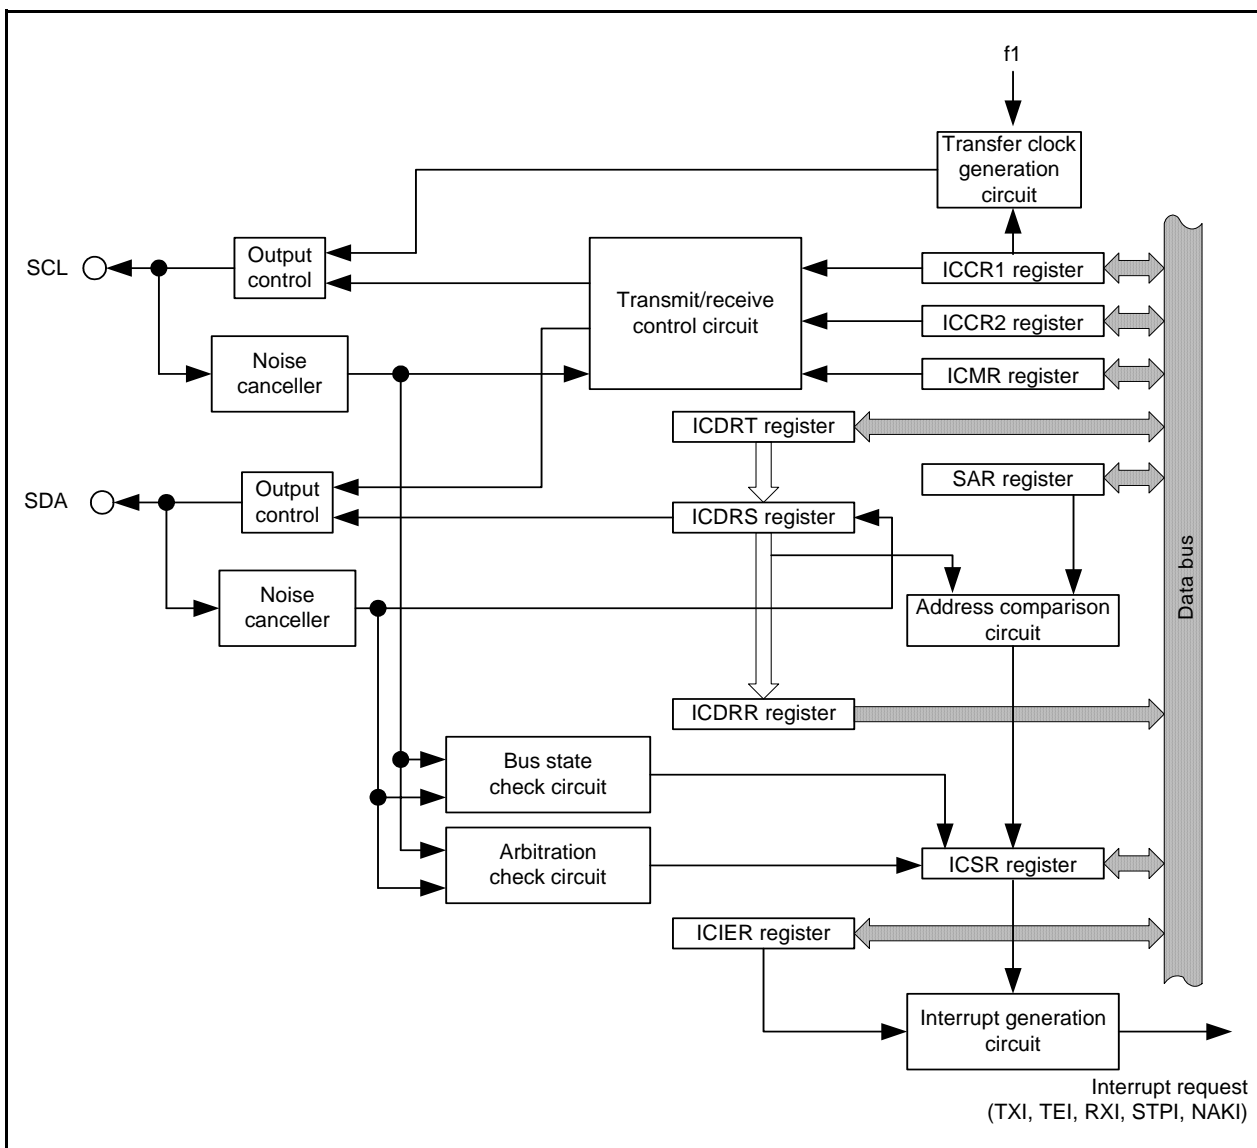 f1
Transfer clock
generation
circuit
SCL
Output
control
Transmit/receive
control circuit
ICCR1 register
ICCR2 register
ICMR register
Noise
canceller
ICDRT register
SAR register
SDA
Output
control
ICDRS register
Data bus
Noise
canceller
Address comparison
circuit
ICDRR register
Bus state
check circuit
Arbitration
check circuit
ICSR register
ICIER register
Interrupt generation
circuit
Interrupt request
(TXI, TEI, RXI, STPI, NAKI)